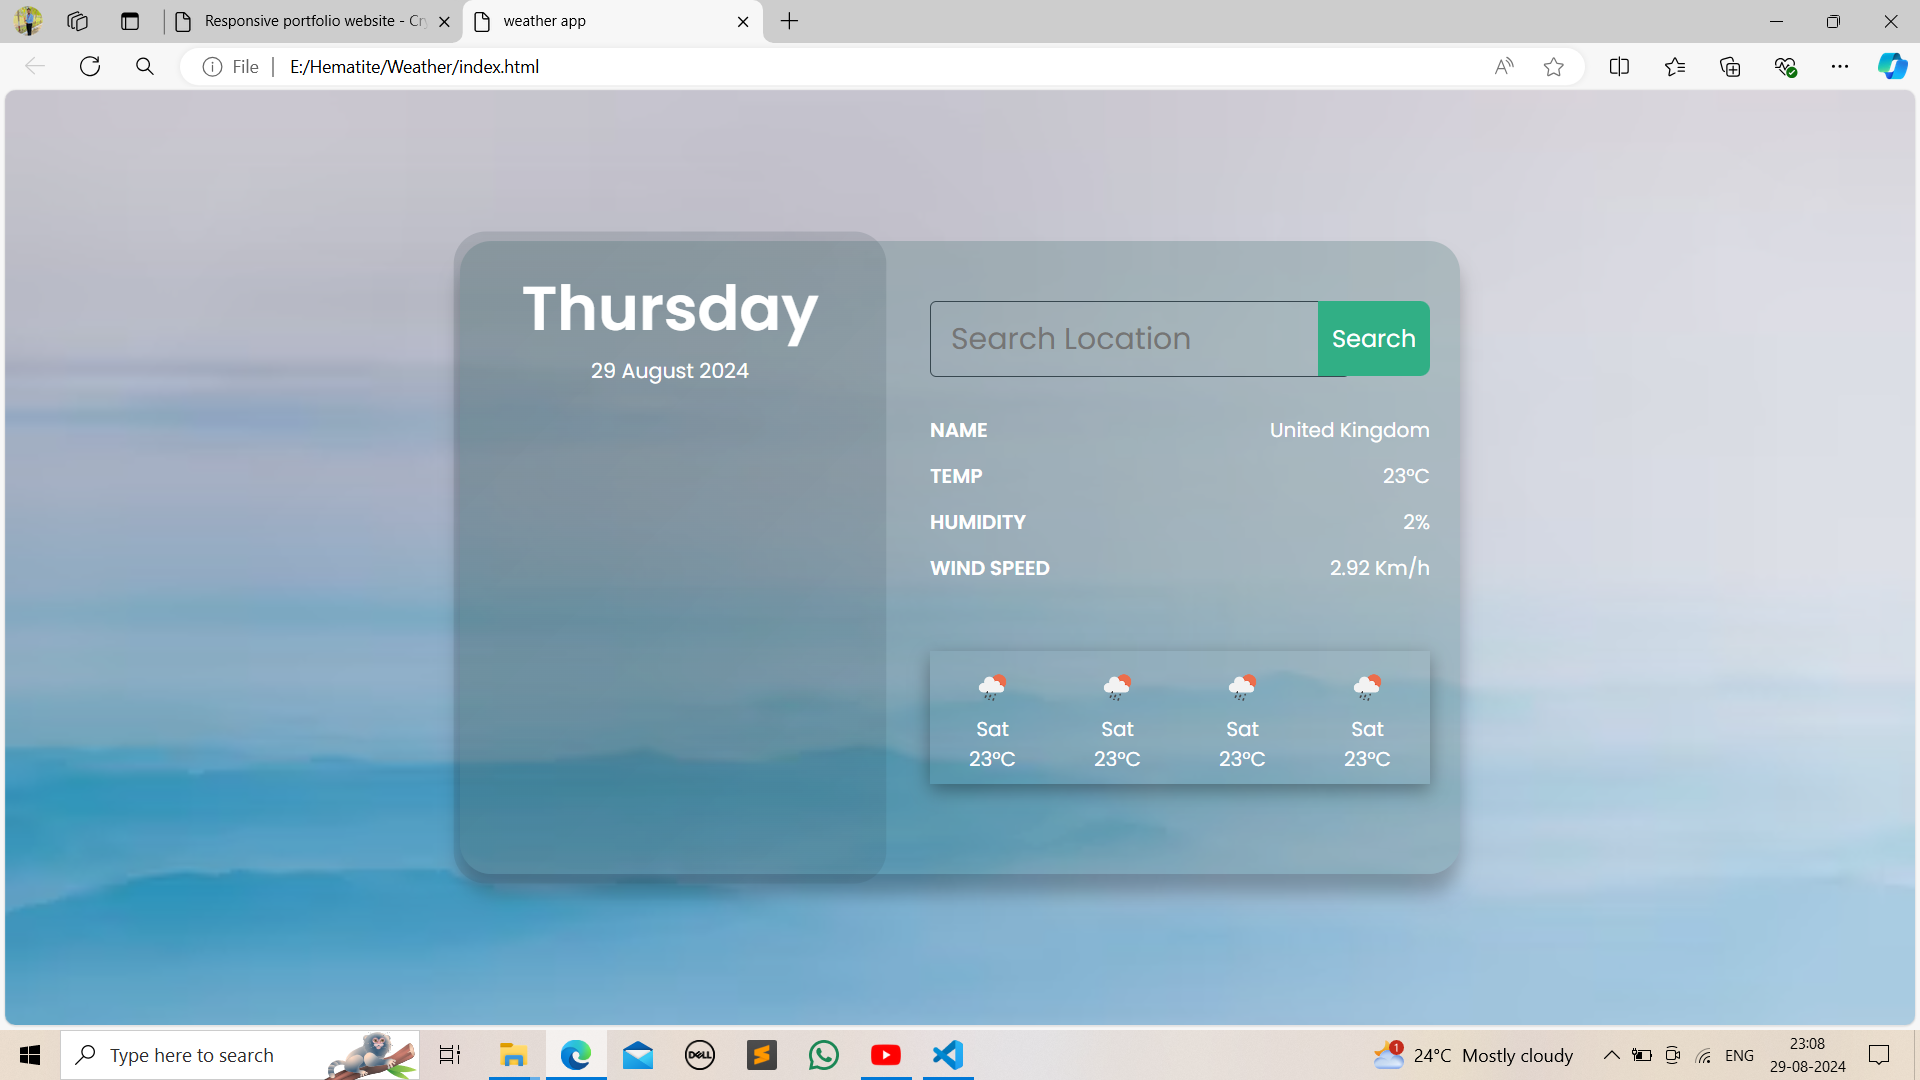 Responsive portfolio website - Cry
weather app
File
E:/Hematite/Weather/index.html
Thursday
29 August 2024
Search Location
Search
NAME United Kingdom
TEMP 23°C
HUMIDITY 2%
WIND SPEED 2.92 Km/h
Sat Sat Sat Sat
23°C 23°C 23°C 23°C
Type here to search
DELL
1
24°C Mostly cloudy
ENG
23:08
29-08-2024